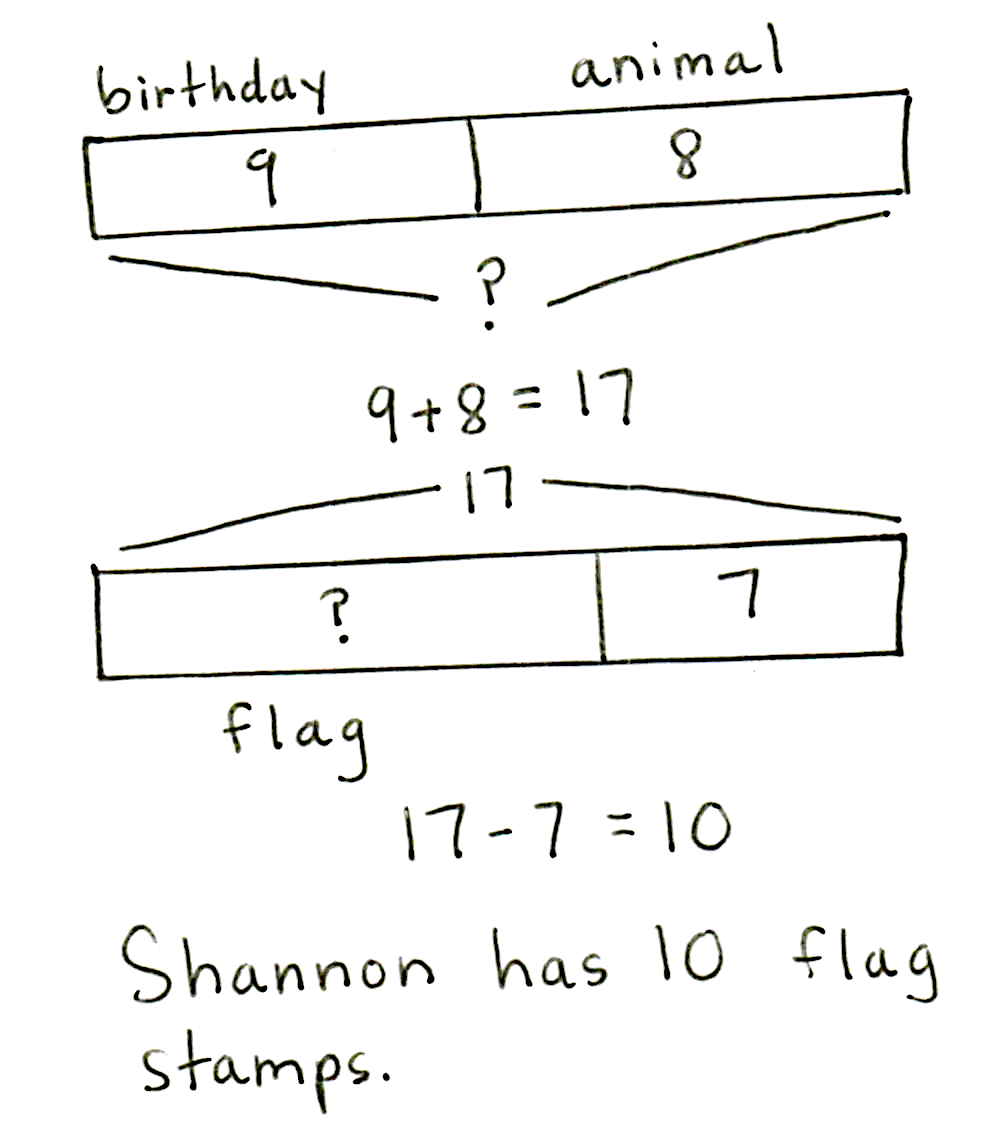 birthday animal
9 8
?
9+8 = 17
17
? 7
flag
17-7 = 10
Shannon has 10 flag
stamps.